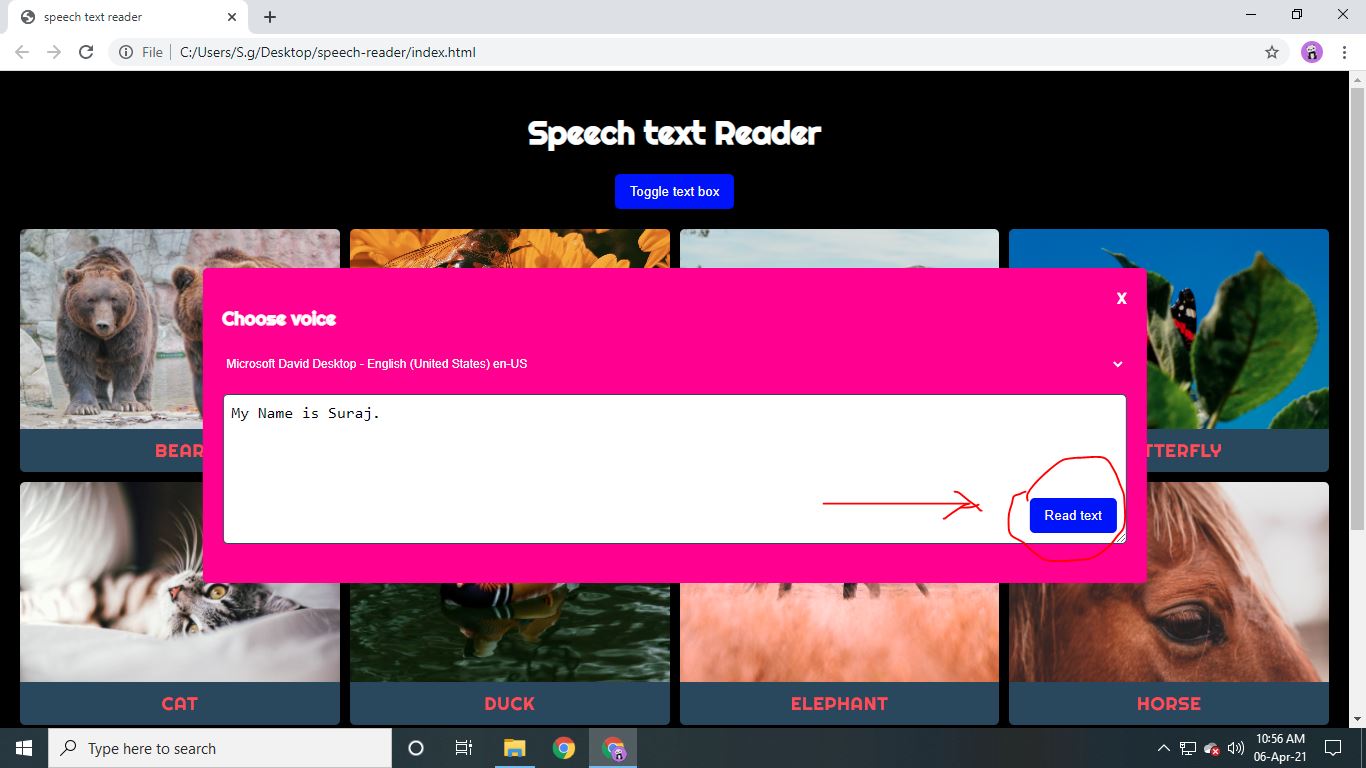 speech text reader
File
C:/Users/S.g/Desktop/speech-reader/index.html
Speech text Reader
Toggle text box
X
Choose voice
Microsoft David Desktop - English (United States) en-US
My Name is Suraj.
Read text
BEAR
TTERFLY
CAT
DUCK
ELEPHANT
HORSE
Type here to search
10:56 AM
06-Apr-21